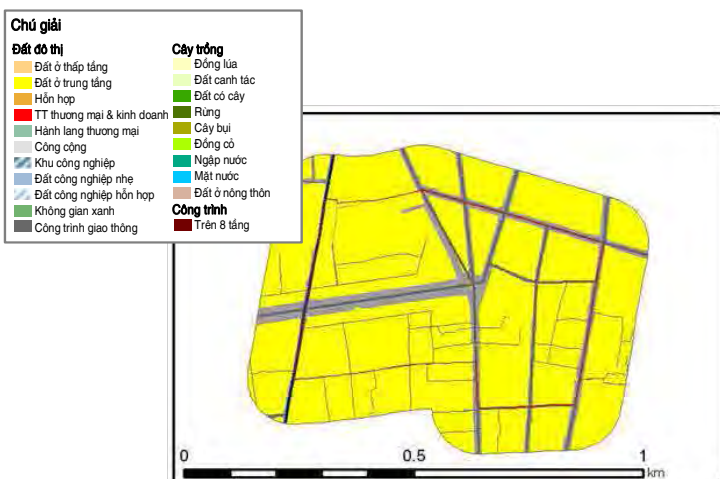 Chú giải
Đất đô thị
Đất ở thấp tầng
Đất ở trung tầng
Hỗn hợp
TT thương mại & kinh doanh
Hành lang thương mại
Công cộng
Khu công nghiệp
Đất công nghiệp nhẹ
Đất công nghiệp hỗn hợp
Không gian xanh
Công trình giao thông
Cây trồng
Đồng lúa
Đất canh tác
Đất có cây
Rừng
Cây bụi
Đồng cỏ
Ngập nước
Mặt nước
Đất ở nông thôn
Công trình
Trên 8 tầng
0 0.5 1
km